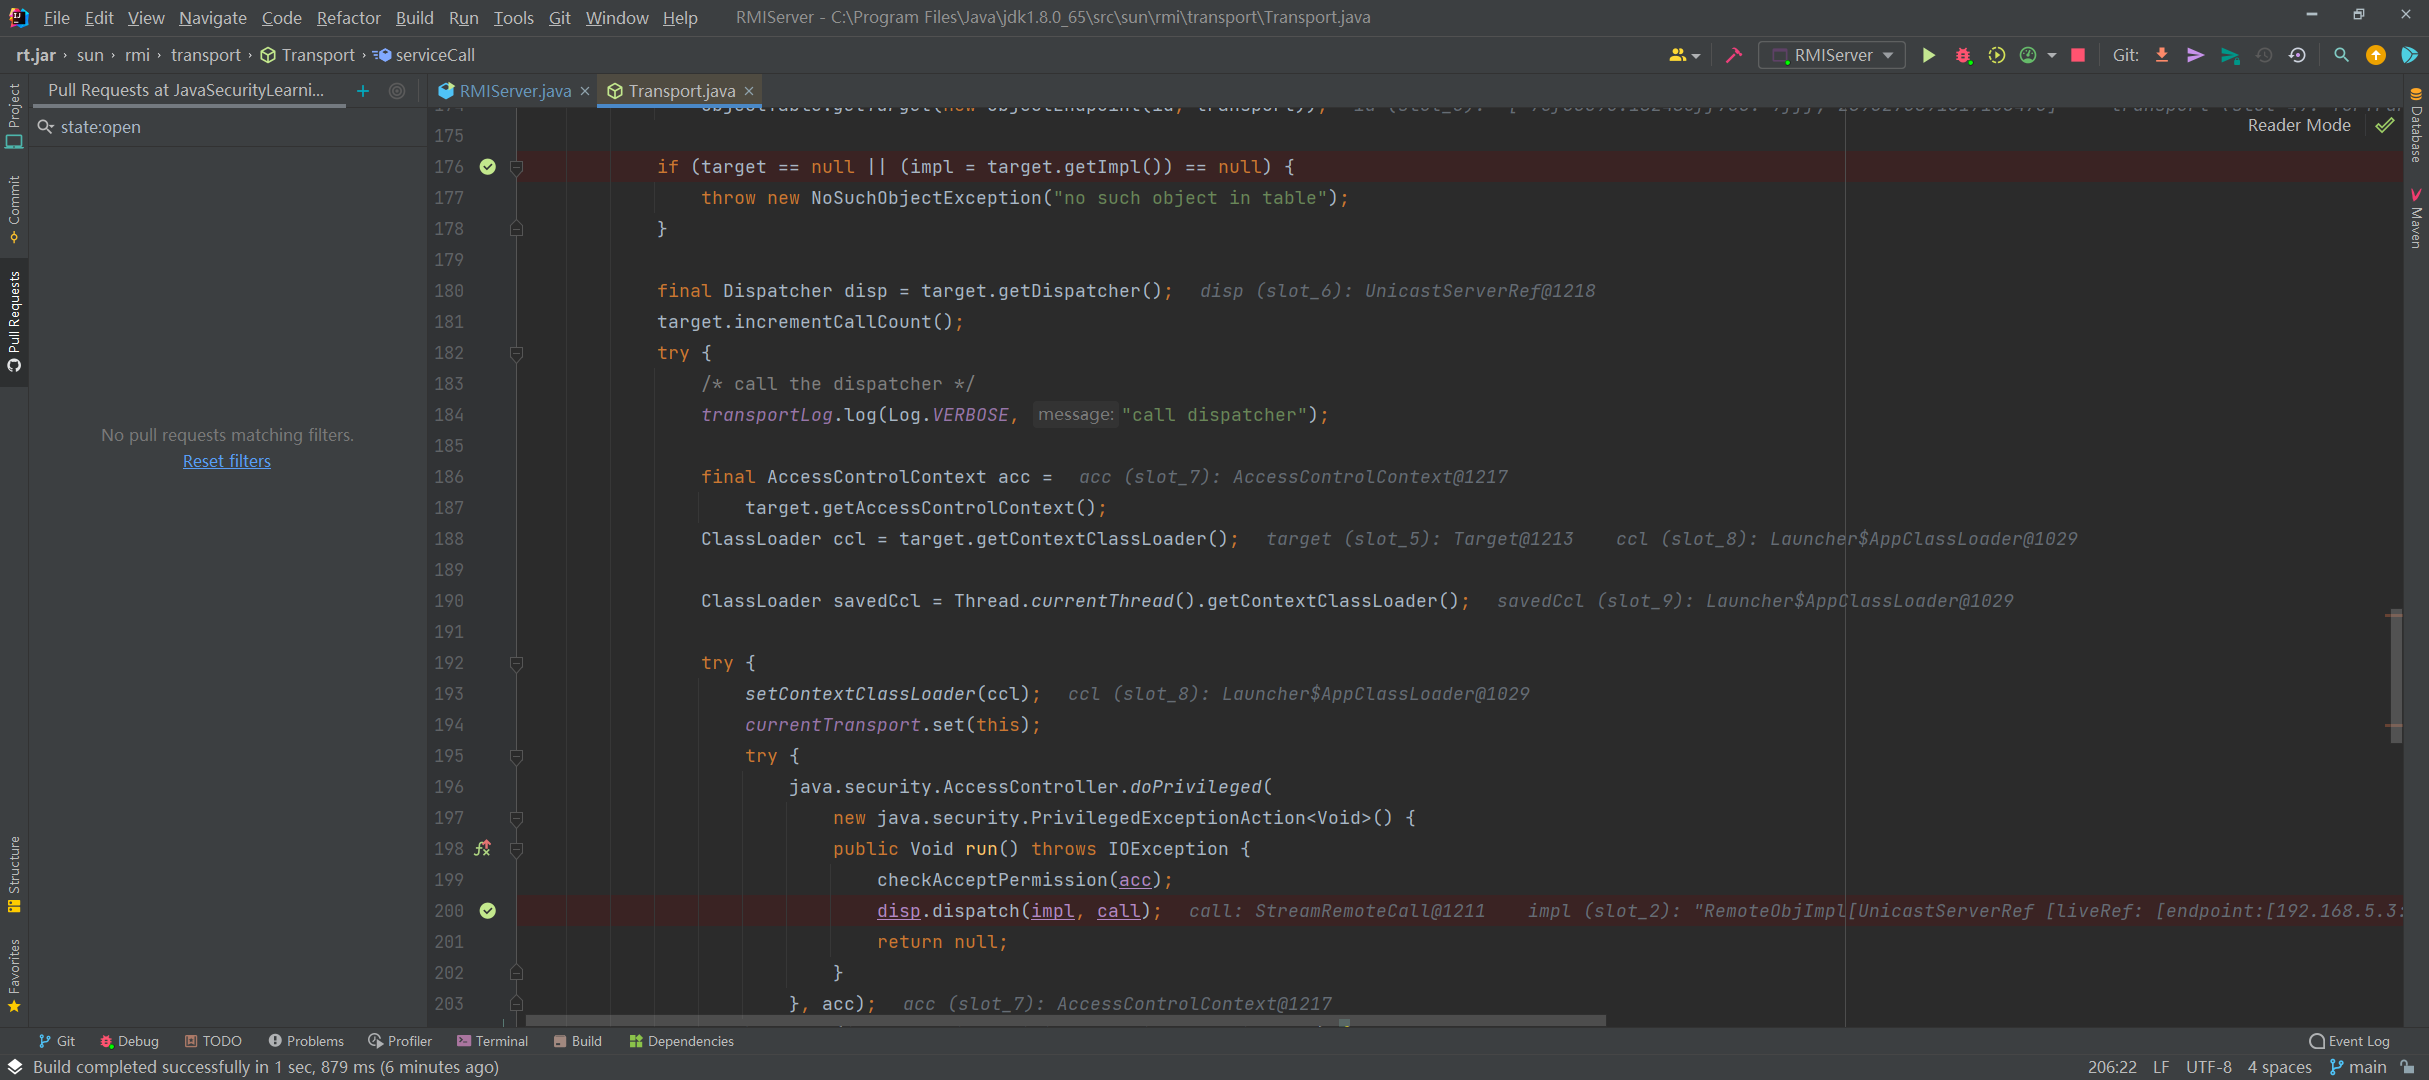 File Edit View Navigate Code Refactor Build Run Tools Git Window Help RMIServer - C:\Program Files\Java\jdk1.8.0_65\src\sun\rmi\transport\Transport.java
rt.jar › sun › rmi › transport › Transport › serviceCall RMIServer Git:
Pull Requests at JavaSecurityLearni... RMIServer.java × Transport.java ×
state:open
Reader Mode
Project
Commit
Pull Requests
Structure
Favorites
Database
Maven
No pull requests matching filters.
Reset filters
175
176 if (target == null || (impl = target.getImpl()) == null) {
177 throw new NoSuchObjectException("no such object in table");
178 }
179
180 final Dispatcher disp = target.getDispatcher(); disp (slot_6): UnicastServerRef@1218
181 target.incrementCallCount();
182 try {
183 /* call the dispatcher */
184 transportLog.log(Log.VERBOSE, message: "call dispatcher");
185
186 final AccessControlContext acc = acc (slot_7): AccessControlContext@1217
187 target.getAccessControlContext();
188 ClassLoader ccl = target.getContextClassLoader(); target (slot_5): Target@1213 ccl (slot_8): Launcher$AppClassLoader@1029
189
190 ClassLoader savedCcl = Thread.currentThread().getContextClassLoader(); savedCcl (slot_9): Launcher$AppClassLoader@1029
191
192 try {
193 setContextClassLoader(ccl); ccl (slot_8): Launcher$AppClassLoader@1029
194 currentTransport.set(this);
195 try {
196 java.security.AccessController.doPrivileged(
197 new java.security.PrivilegedExceptionAction<Void>() {
198 public Void run() throws IOException {
199 checkAcceptPermission(acc);
200 disp.dispatch(impl, call); call: StreamRemoteCall@1211 impl (slot_2): "RemoteObjImpl[UnicastServerRef [liveRef: [endpoint:[192.168.5.3:
201 return null;
202 }
203 }, acc); acc (slot_7): AccessControlContext@1217
Git Debug TODO Problems Profiler Terminal Build Dependencies Event Log
Build completed successfully in 1 sec, 879 ms (6 minutes ago) 206:22 LF UTF-8 4 spaces main